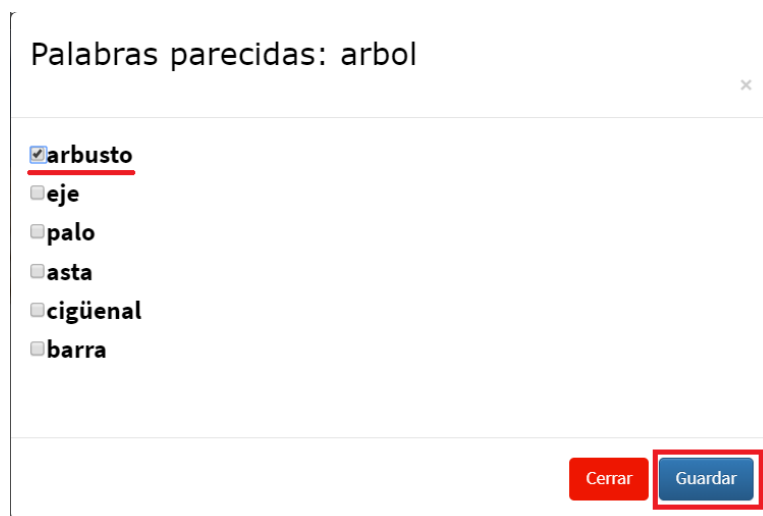 Palabras parecidas: arbol
×
arbusto
eje
palo
asta
cigüenal
barra
Cerrar
Guardar